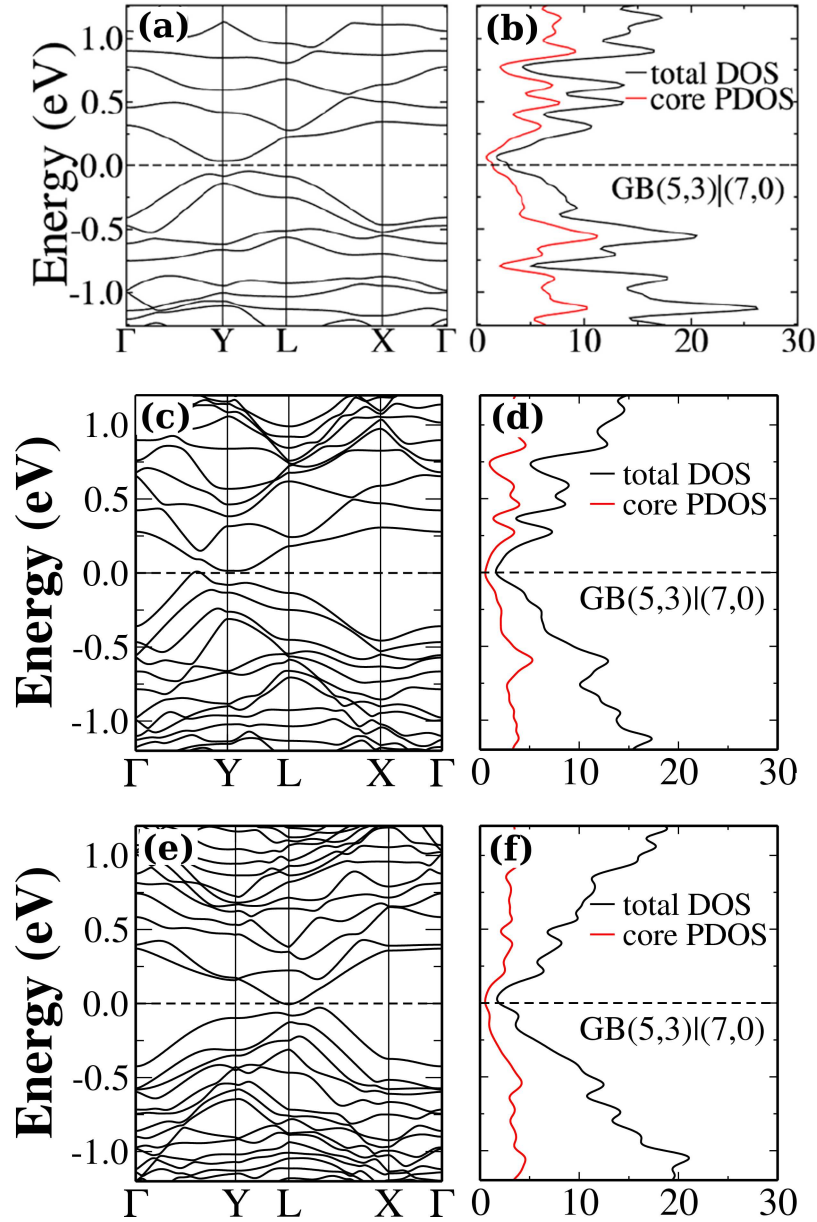 (a)
(b)
1.0
0.5
0.0
-0.5
-1.0
Energy (eV)
Γ Y L X Γ
total DOS
core PDOS
GB(5,3)|(7,0)
0 10 20 30
(c)
(d)
1.0
0.5
0.0
-0.5
-1.0
Energy (eV)
Γ Y L X Γ
total DOS
core PDOS
GB(5,3)|(7,0)
0 10 20 30
(e)
(f)
1.0
0.5
0.0
-0.5
-1.0
Energy (eV)
Γ Y L X Γ
total DOS
core PDOS
GB(5,3)|(7,0)
0 10 20 30